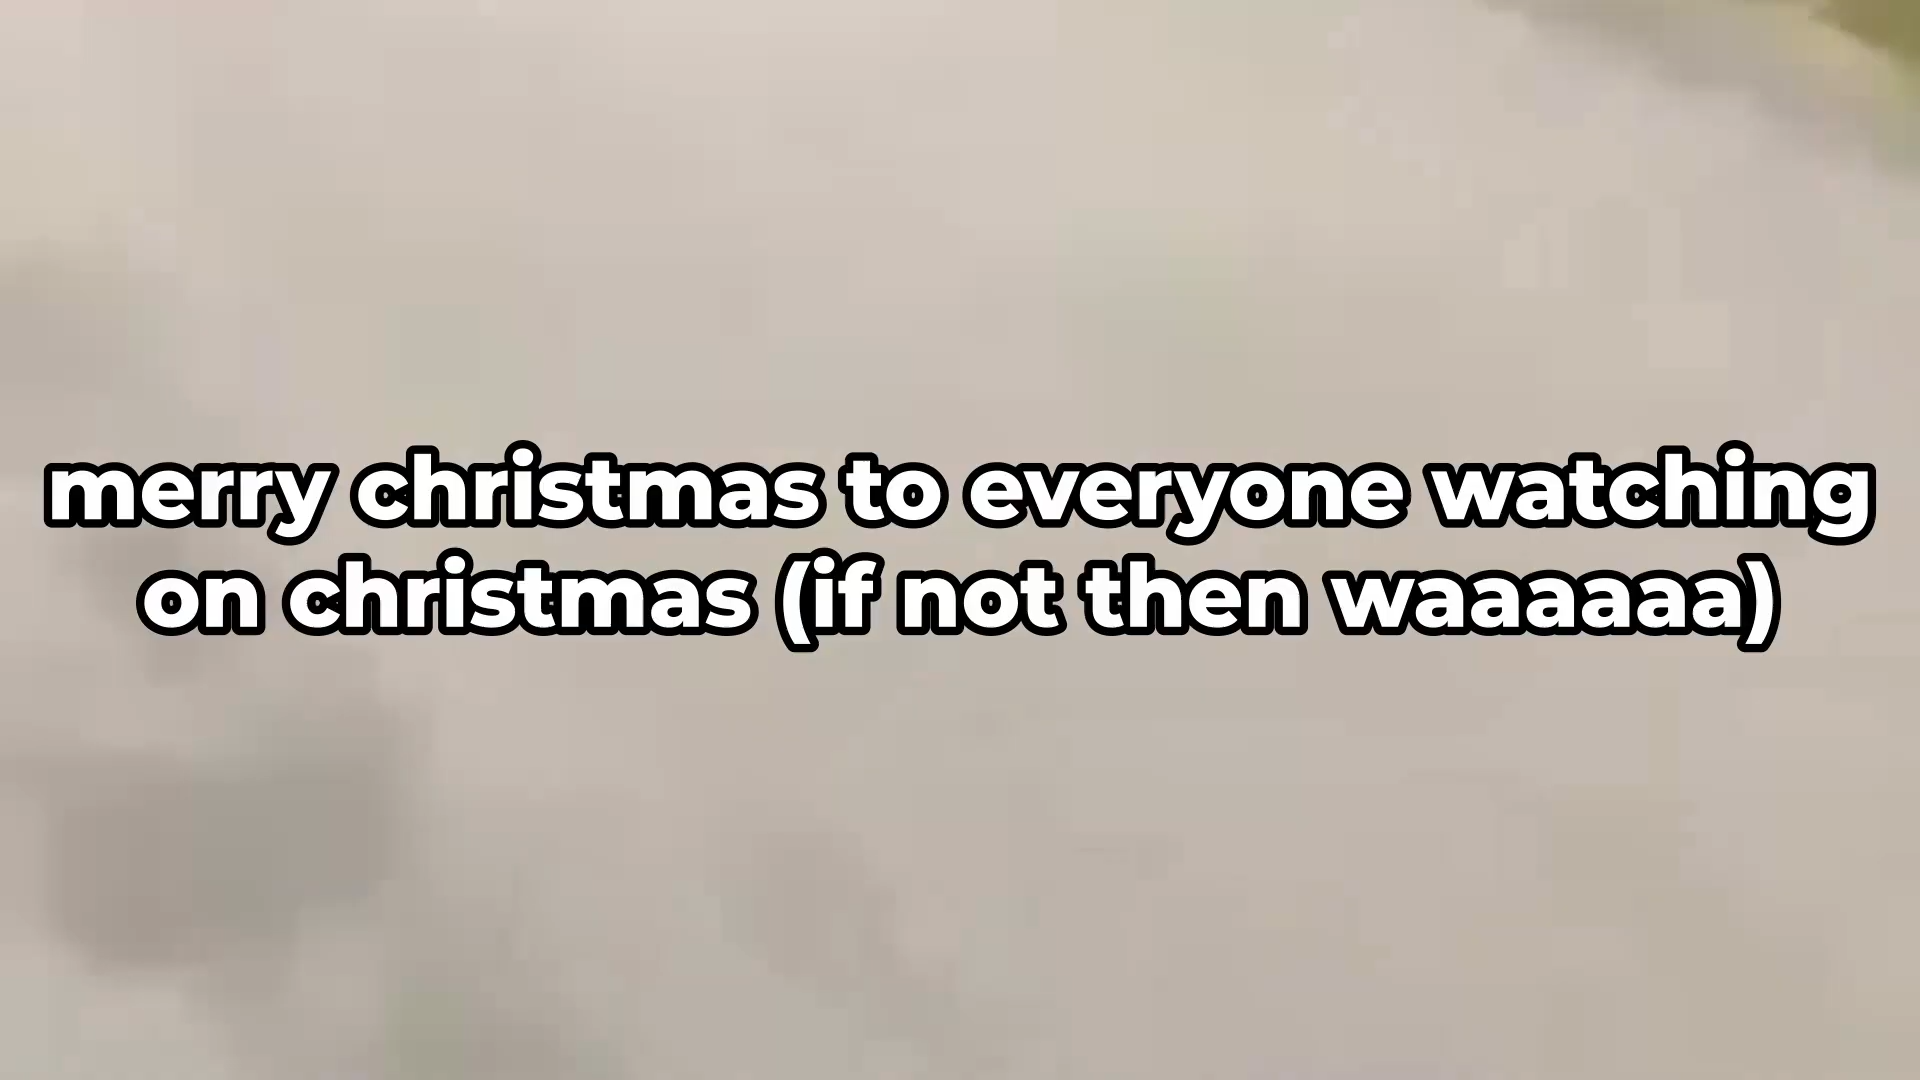 merry christmas to everyone watching
on christmas (if not then waaaaaa)